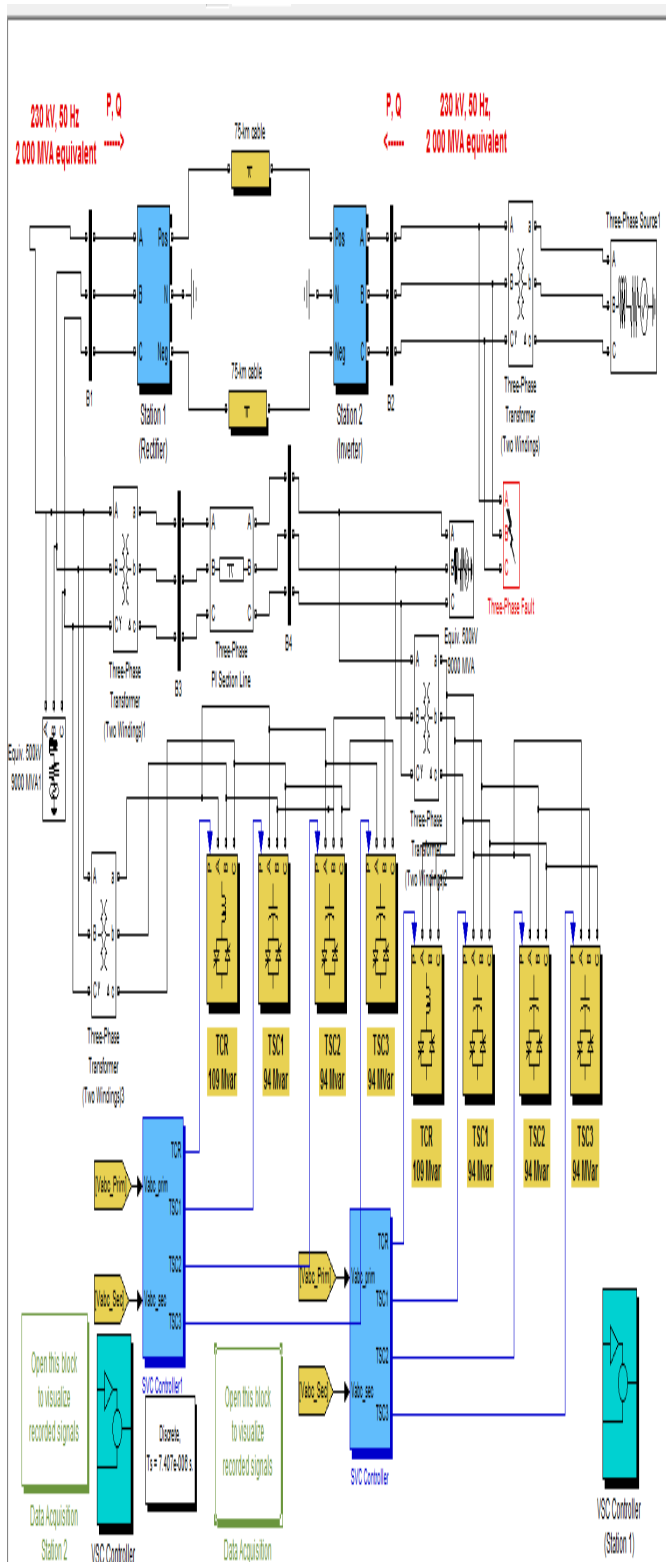 230 kV, 50 Hz
2 000 MVA equivalent
P, Q
------>
75-km cable
P, Q
<------
230 kV, 50 Hz,
2 000 MVA equivalent
Three-Phase Source1
A
B
C
Pos
N
Neg
Pos
N
Neg
A
B
C
A
B
C
a
b
c
A
B
C
B1
Station 1
(Rectifier)
75-km cable
Station 2
(Inverter)
B2
Three-Phase
Transformer
(Two Windings)
A
B
C
a
b
c
B3
A
B
C
A
B
C
Three-Phase
PI Section Line
B4
A
B
C
Equiv. 500kV
9000 MVA
A
B
C
Three-Phase Fault
Three-Phase
Transformer
(Two Windings)1
Equiv. 500kV
9000 MVA1
A
B
C
A
B
C
a
b
c
Three-Phase
Transformer
(Two Windings)2
A
B
C
a
b
c
Three-Phase
Transformer
(Two Windings)3
P A B C
P A B C
P A B C
P A B C
TCR
109 Mvar
TSC1
94 Mvar
TSC2
94 Mvar
TSC3
94 MVar
P A B C
P A B C
P A B C
P A B C
TCR
109 Mvar
TSC1
94 Mvar
TSC2
94 Mvar
TSC3
94 MVar
[Vabc_Prim]
Vabc_prim
[Vabc_Sec]
Vabc_sec
TCR
TSC1
TSC2
TSC3
SVC Controller1
[Vabc_Prim]
Vabc_prim
[Vabc_Sec]
Vabc_sec
TCR
TSC1
TSC2
TSC3
SVC Controller
Open this block
to visualize
recorded signals
Data Acquisition
Station 2
VSC Controller
Discrete,
Ts = 7.407e-006 s.
Open this block
to visualize
recorded signals
Data Acquisition
VSC Controller
(Station 1)